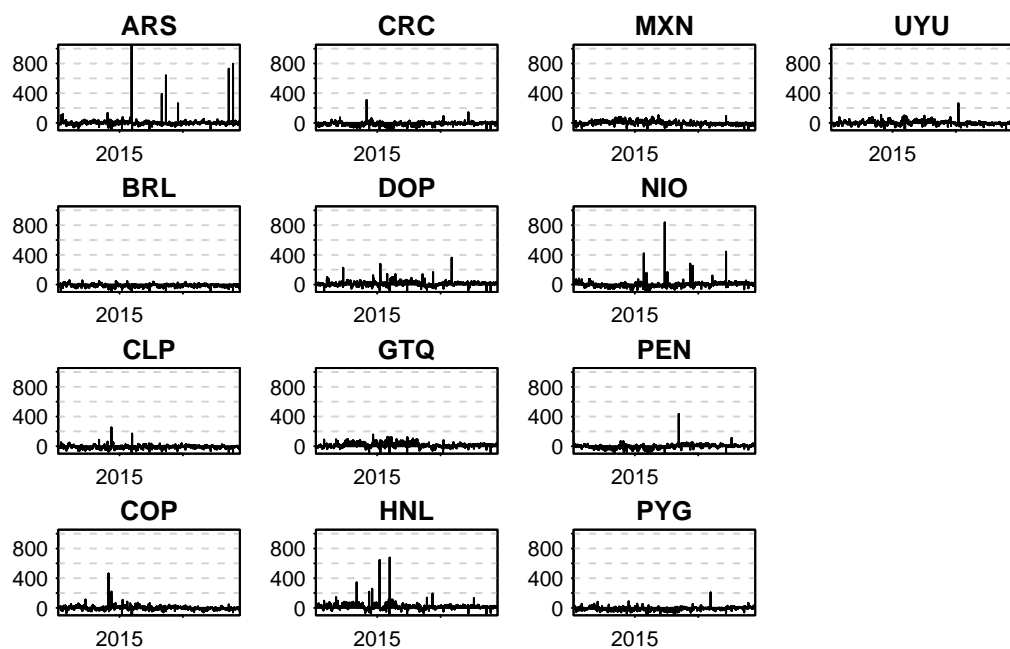 ARS CRC MXN UYU
800 800 800 800
400 400 400 400
0 0 0 0
2015 2015 2015 2015
BRL DOP NIO
800 800 800
400 400 400
0 0 0
2015 2015 2015
CLP GTQ PEN
800 800 800
400 400 400
0 0 0
2015 2015 2015
COP HNL PYG
800 800 800
400 400 400
0 0 0
2015 2015 2015